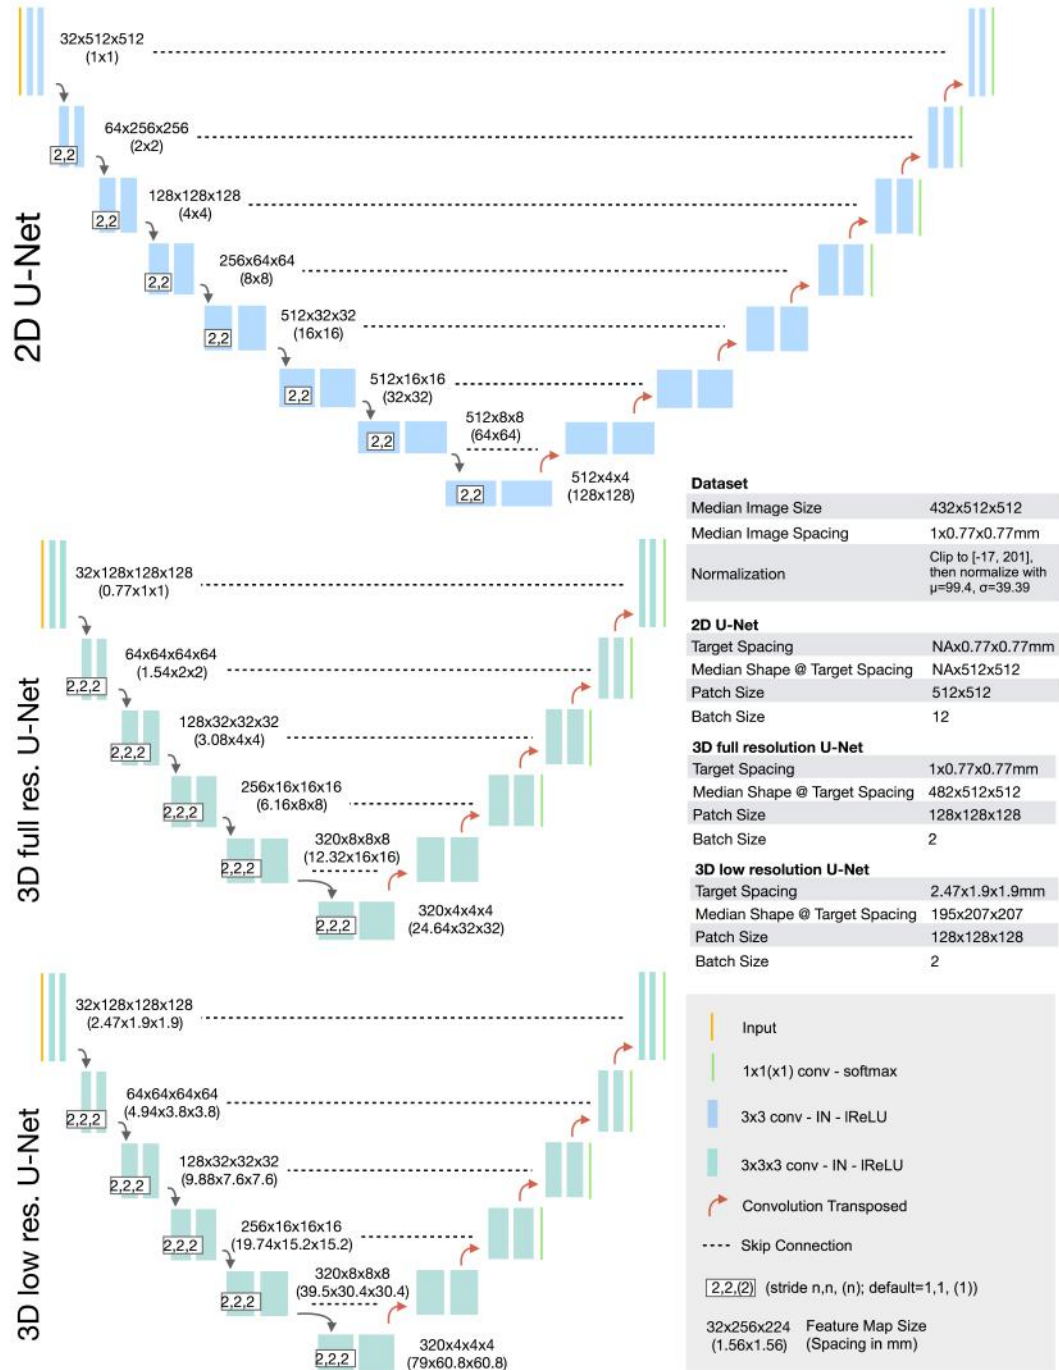 2D U-Net
32x512x512
(1x1)
64x256x256
(2x2)
2,2
128x128x128
(4x4)
2,2
256x64x64
(8x8)
2,2
512x32x32
(16x16)
2,2
512x16x16
(32x32)
2,2
512x8x8
(64x64)
2,2
512x4x4
(128x128)
2,2
Dataset
Median Image Size 432x512x512
Median Image Spacing 1x0.77x0.77mm
Normalization Clip to [-17, 201],
then normalize with
μ=99.4, σ=39.39
2D U-Net
Target Spacing NAx0.77x0.77mm
Median Shape @ Target Spacing NAx512x512
Patch Size 512x512
Batch Size 12
3D full resolution U-Net
Target Spacing 1x0.77x0.77mm
Median Shape @ Target Spacing 482x512x512
Patch Size 128x128x128
Batch Size 2
3D low resolution U-Net
Target Spacing 2.47x1.9x1.9mm
Median Shape @ Target Spacing 195x207x207
Patch Size 128x128x128
Batch Size 2
3D full res. U-Net
32x128x128x128
(0.77x1x1)
64x64x64x64
(1.54x2x2)
2,2,2
128x32x32x32
(3.08x4x4)
2,2,2
256x16x16x16
(6.16x8x8)
2,2,2
320x8x8x8
(12.32x16x16)
2,2,2
320x4x4x4
(24.64x32x32)
2,2,2
3D low res. U-Net
32x128x128x128
(2.47x1.9x1.9)
64x64x64x64
(4.94x3.8x3.8)
2,2,2
128x32x32x32
(9.88x7.6x7.6)
2,2,2
256x16x16x16
(19.74x15.2x15.2)
2,2,2
320x8x8x8
(39.5x30.4x30.4)
2,2,2
320x4x4x4
(79x60.8x60.8)
2,2,2
Input
1x1(x1) conv - softmax
3x3 conv - IN - lReLU
3x3x3 conv - IN - lReLU
Convolution Transposed
Skip Connection
2,2,(2) (stride n,n, (n); default=1,1, (1))
32x256x224 Feature Map Size
(1.56x1.56) (Spacing in mm)